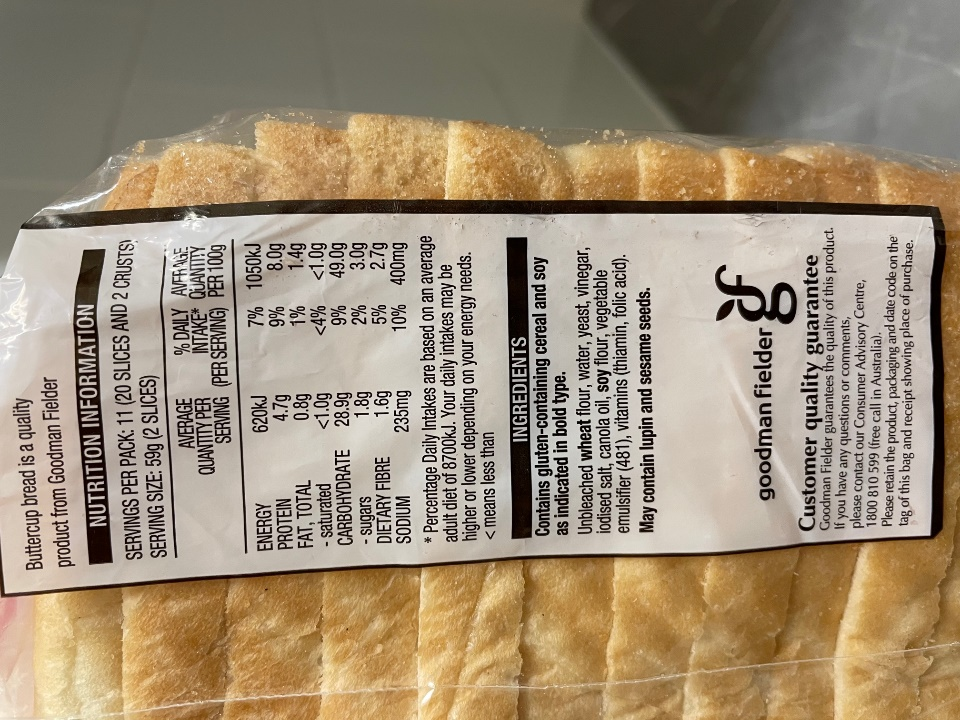 Buttercup bread is a quality
product from Goodman Fielder
NUTRITION INFORMATION
SERVINGS PER PACK: 11 (20 SLICES AND 2 CRUSTS)
SERVING SIZE: 59g (2 SLICES)
AVERAGE QUANTITY PER SERVING % DAILY INTAKE* (PER SERVING) AVERAGE QUANTITY PER 100g
ENERGY 620kJ 7% 1050kJ
PROTEIN 4.7g 9% 8.0g
FAT, TOTAL 0.8g 1% 1.4g
- saturated <1.0g <4% <1.0g
CARBOHYDRATE 28.9g 9% 49.0g
- sugars 1.8g 2% 3.0g
DIETARY FIBRE 1.6g 5% 2.7g
SODIUM 235mg 10% 400mg
* Percentage Daily Intakes are based on an average
adult diet of 8700kJ. Your daily intakes may be
higher or lower depending on your energy needs.
< means less than
INGREDIENTS
Contains gluten-containing cereal and soy
as indicated in bold type.
Unbleached wheat flour, water, yeast, vinegar,
iodised salt, canola oil, soy flour, vegetable
emulsifier (481), vitamins (thiamin, folic acid).
May contain lupin and sesame seeds.
goodman fielder gf
Customer quality guarantee
Goodman Fielder guarantees the quality of this product.
If you have any questions or comments,
please contact our Consumer Advisory Centre,
1800 810 599 (free call in Australia).
Please retain the product, packaging and date code on the
tag of this bag and receipt showing place of purchase.